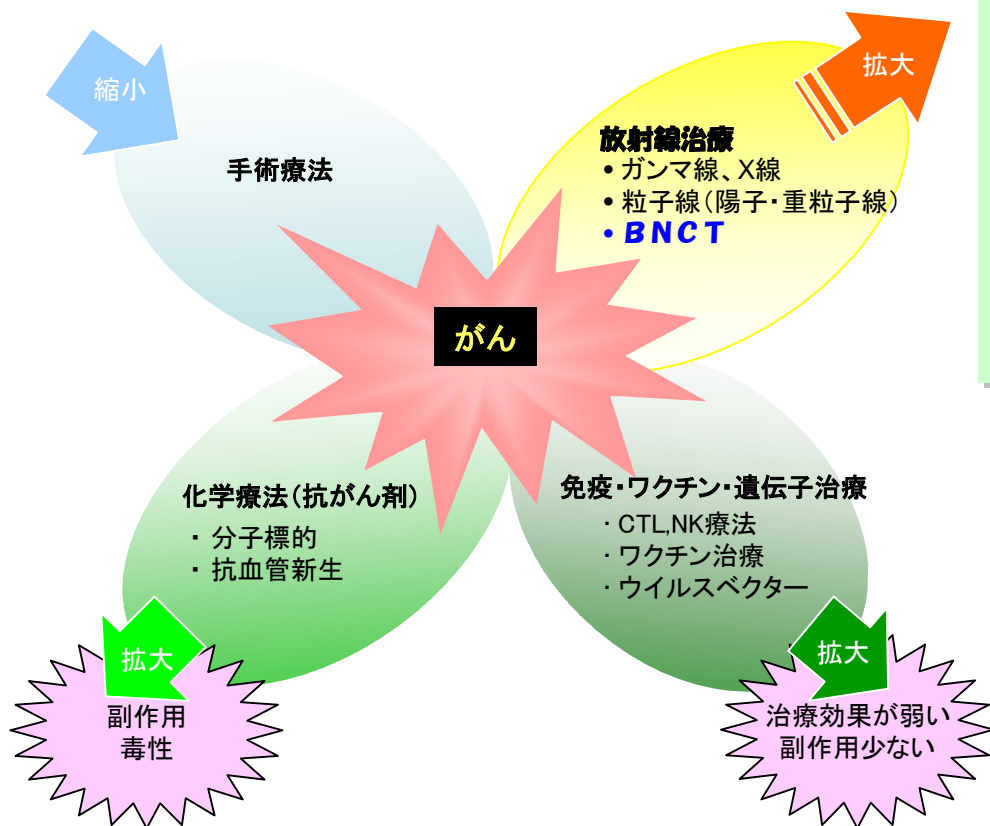 縮小
手術療法
拡大
放射線治療
• ガンマ線、X線
• 粒子線(陽子・重粒子線)
• BNCT
がん
化学療法(抗がん剤)
・ 分子標的
・ 抗血管新生
拡大
副作用
毒性
免疫・ワクチン・遺伝子治療
・CTL,NK療法
・ワクチン治療
・ウイルスベクター
拡大
治療効果が弱い
副作用少ない